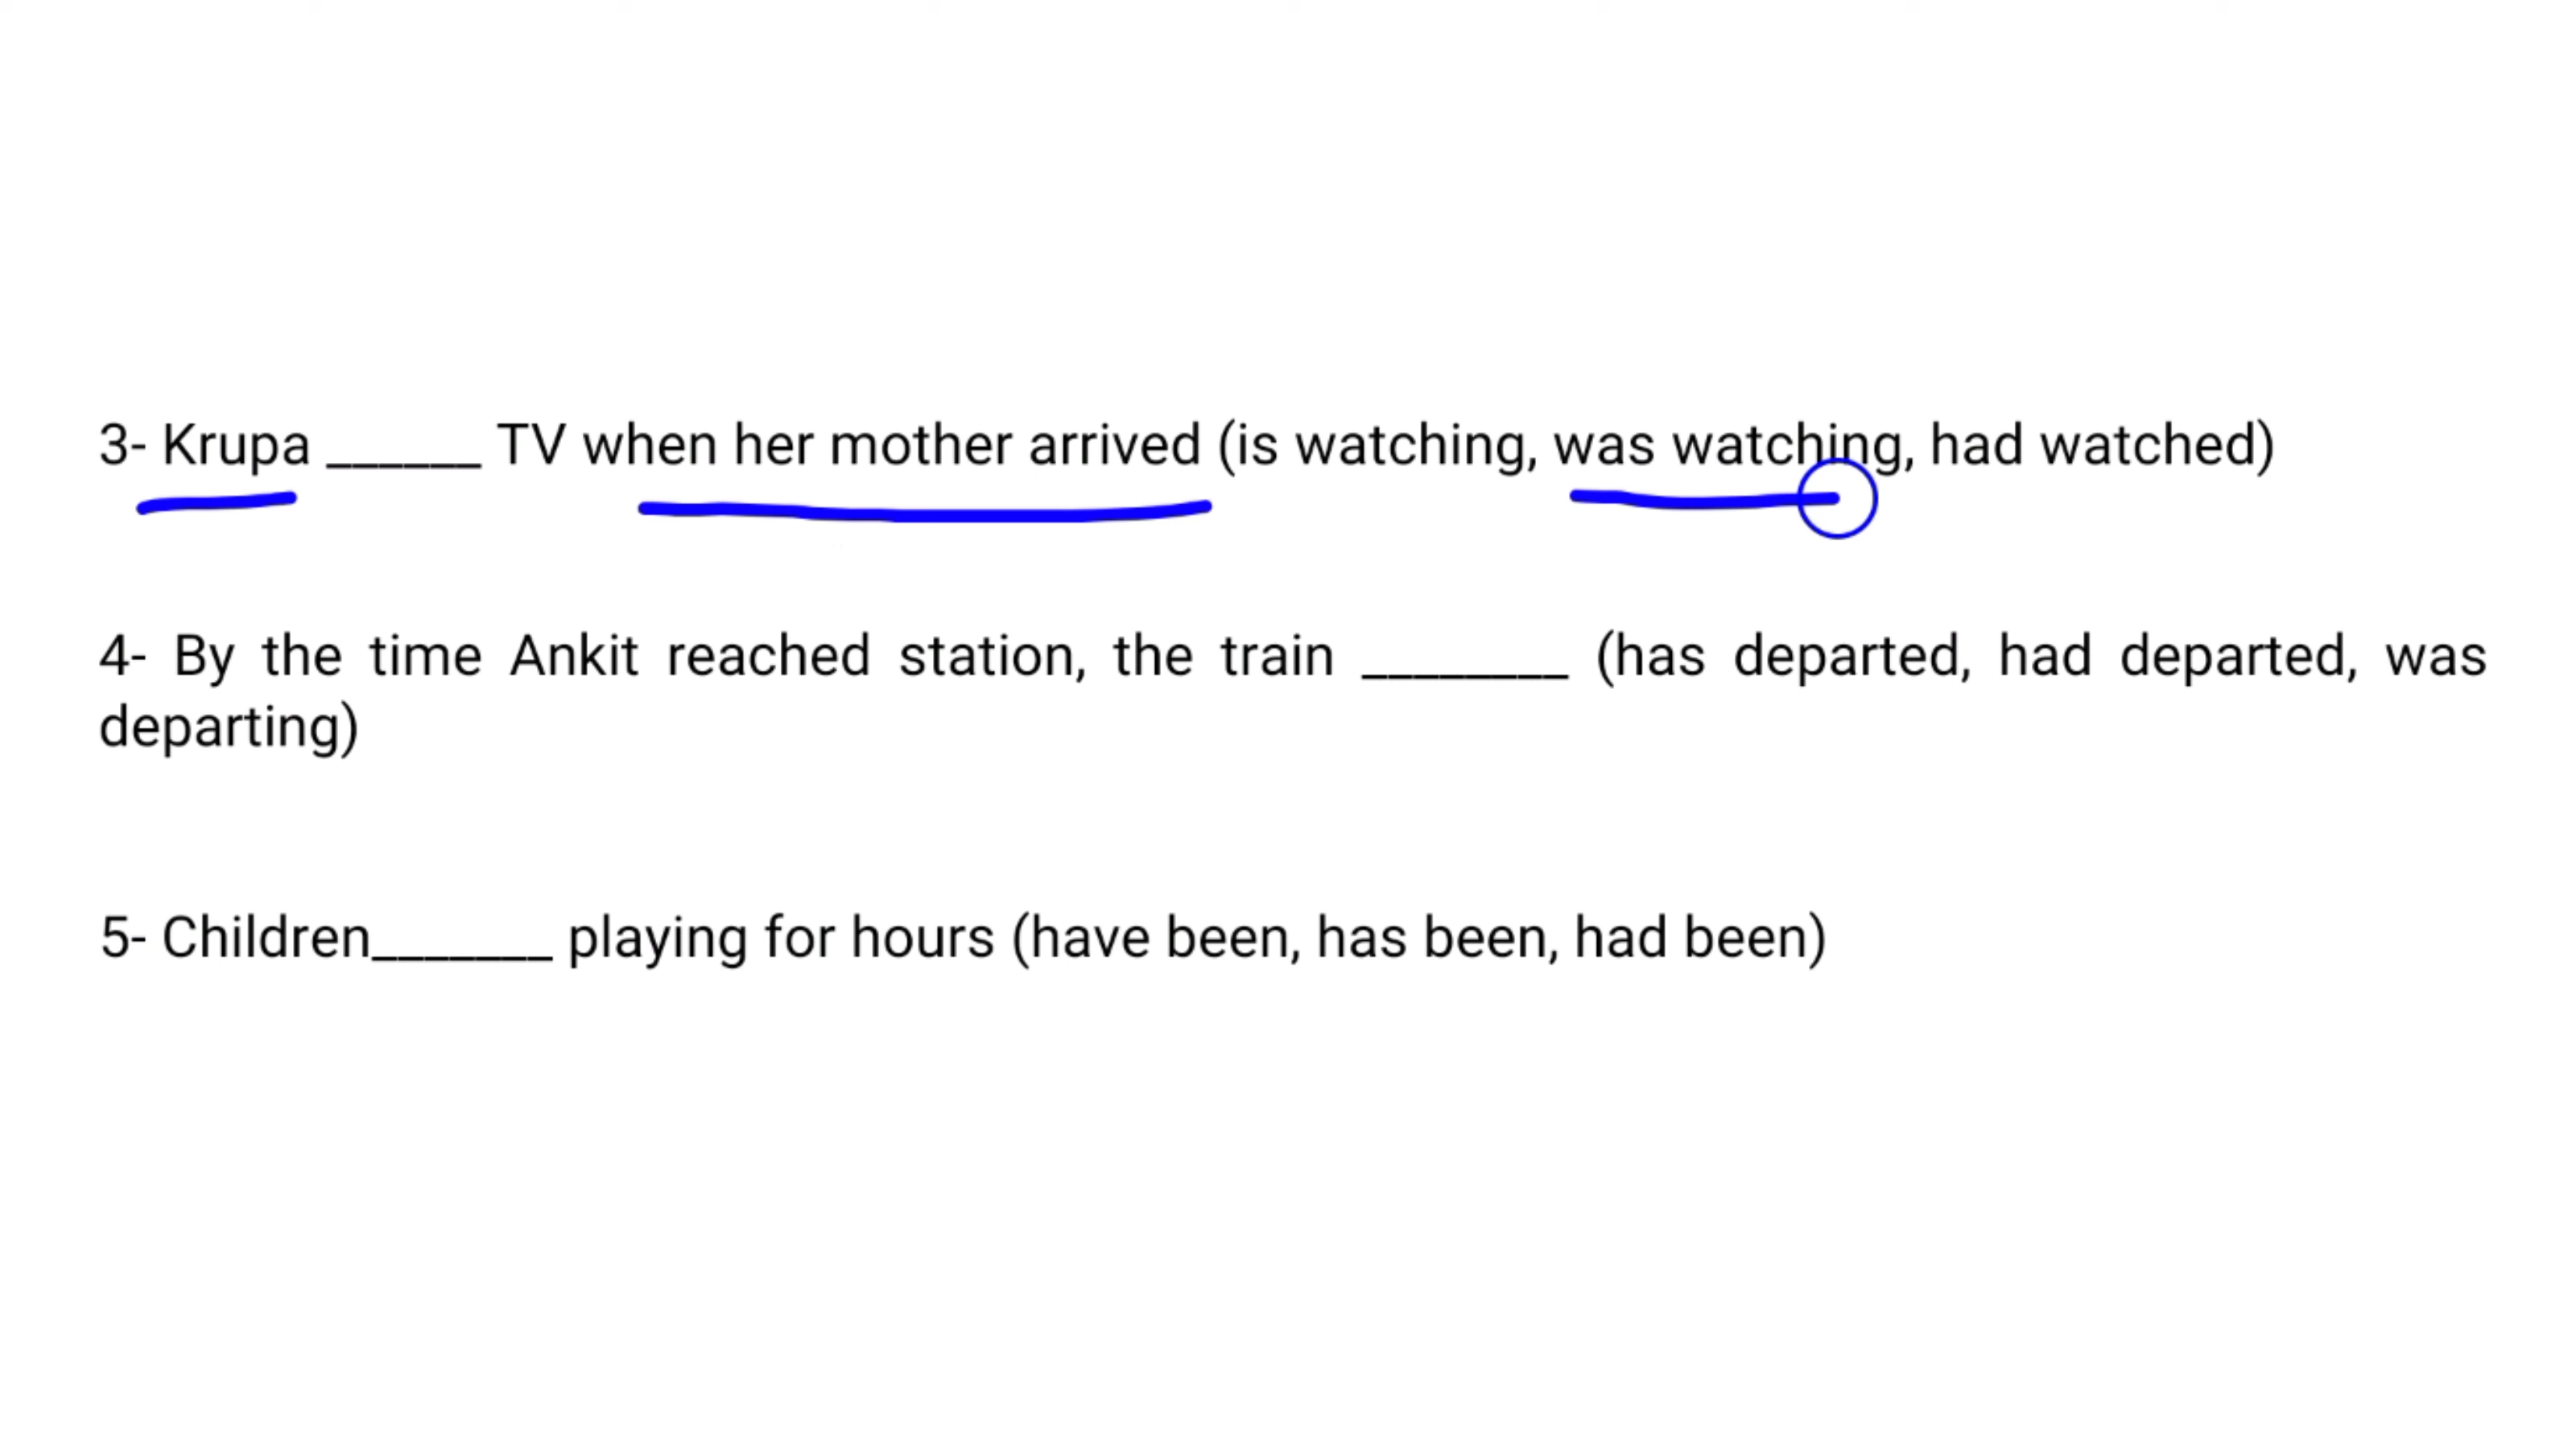 3- Krupa ______ TV when her mother arrived (is watching, was watching, had watched)
4- By the time Ankit reached station, the train ________ (has departed, had departed, was
departing)
5- Children_______ playing for hours (have been, has been, had been)